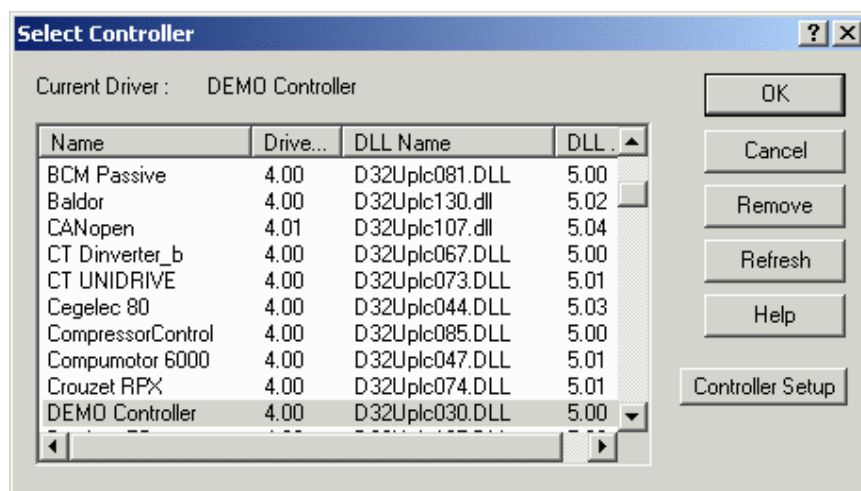 Select Controller
Current Driver : DEMO Controller
Name Drive... DLL Name DLL .
BCM Passive 4.00 D32Uplc081.DLL 5.00
Baldor 4.00 D32Uplc130.dll 5.02
CANopen 4.01 D32Uplc107.dll 5.04
CT Dinverter_b 4.00 D32Uplc067.DLL 5.00
CT UNIDRIVE 4.00 D32Uplc073.DLL 5.01
Cegelec 80 4.00 D32Uplc044.DLL 5.03
CompressorControl 4.00 D32Uplc085.DLL 5.00
Compumotor 6000 4.00 D32Uplc047.DLL 5.01
Crouzet RPX 4.00 D32Uplc074.DLL 5.01
DEMO Controller 4.00 D32Uplc030.DLL 5.00
OK
Cancel
Remove
Refresh
Help
Controller Setup